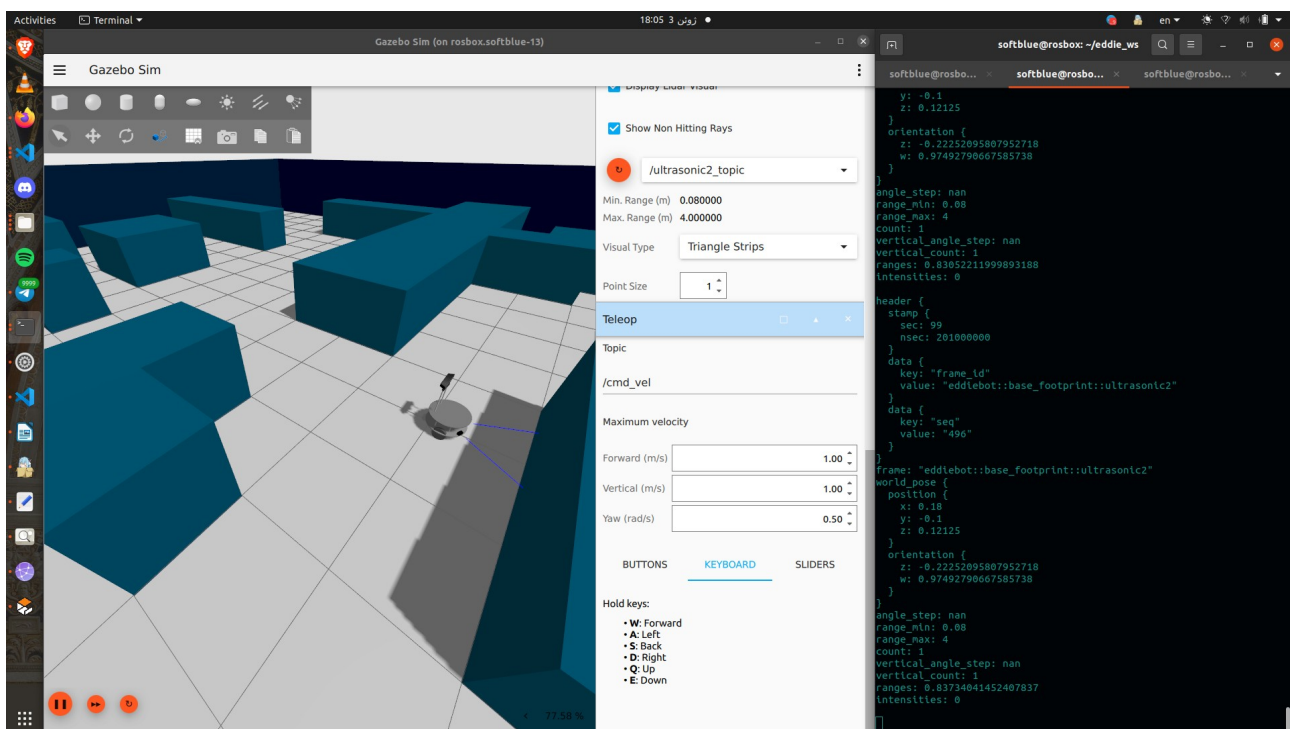 Activities
Terminal
18:05 3 ژوئن
en
Gazebo Sim (on rosbox.softblue-13)
Gazebo Sim
Display Lidar Visual
Show Non Hitting Rays
/ultrasonic2_topic
Min. Range (m) 0.080000
Max. Range (m) 4.000000
Visual Type Triangle Strips
Point Size 1
Teleop
Topic
/cmd_vel
Maximum velocity
Forward (m/s) 1.00
Vertical (m/s) 1.00
Yaw (rad/s) 0.50
BUTTONS KEYBOARD SLIDERS
Hold keys:
• W: Forward
• A: Left
• S: Back
• D: Right
• Q: Up
• E: Down
77.58 %
9999
softblue@rosbox: ~/eddie_ws
softblue@rosbo... softblue@rosbo... softblue@rosbo...
y: -0.1
z: 0.12125
}
orientation {
z: -0.22252095807952718
w: 0.97492790667585738
}
}
angle_step: nan
range_min: 0.08
range_max: 4
count: 1
vertical_angle_step: nan
vertical_count: 1
ranges: 0.83052211999893188
intensities: 0
header {
stamp {
sec: 99
nsec: 201000000
}
data {
key: "frame_id"
value: "eddiebot::base_footprint::ultrasonic2"
}
data {
key: "seq"
value: "496"
}
}
frame: "eddiebot::base_footprint::ultrasonic2"
world_pose {
position {
x: 0.18
y: -0.1
z: 0.12125
}
orientation {
z: -0.22252095807952718
w: 0.97492790667585738
}
}
angle_step: nan
range_min: 0.08
range_max: 4
count: 1
vertical_angle_step: nan
vertical_count: 1
ranges: 0.83734041452407837
intensities: 0